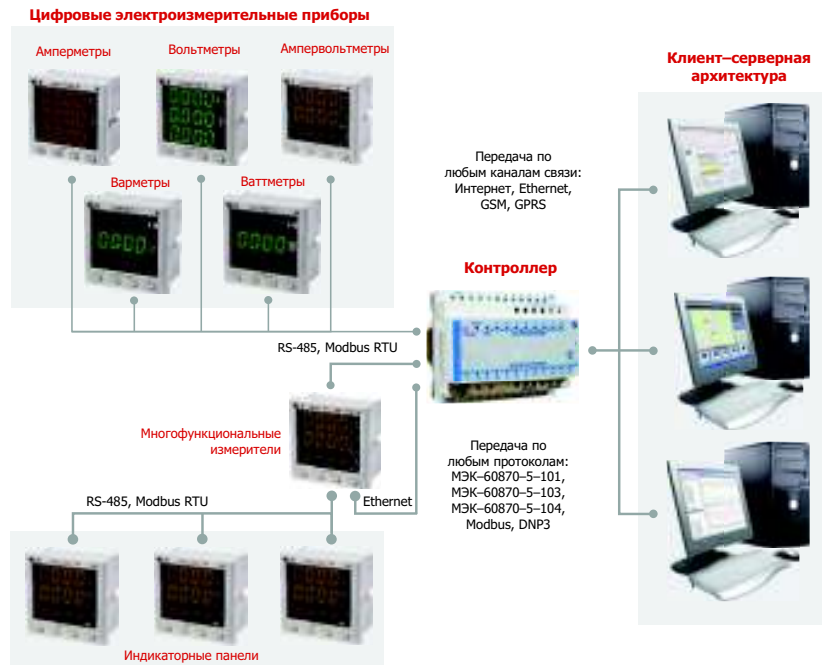 Цифровые электроизмерительные приборы
Амперметры
Вольтметры
Ампервольтметры
Варметры
Ваттметры
RS-485, Modbus RTU
Многофункциональные
измерители
RS-485, Modbus RTU
Ethernet
Индикаторные панели
Передача по
любым каналам связи:
Интернет, Ethernet,
GSM, GPRS
Контроллер
Передача по
любым протоколам:
МЭК–60870–5–101,
МЭК–60870–5–103,
МЭК–60870–5–104,
Modbus, DNP3
Клиент–серверная
архитектура